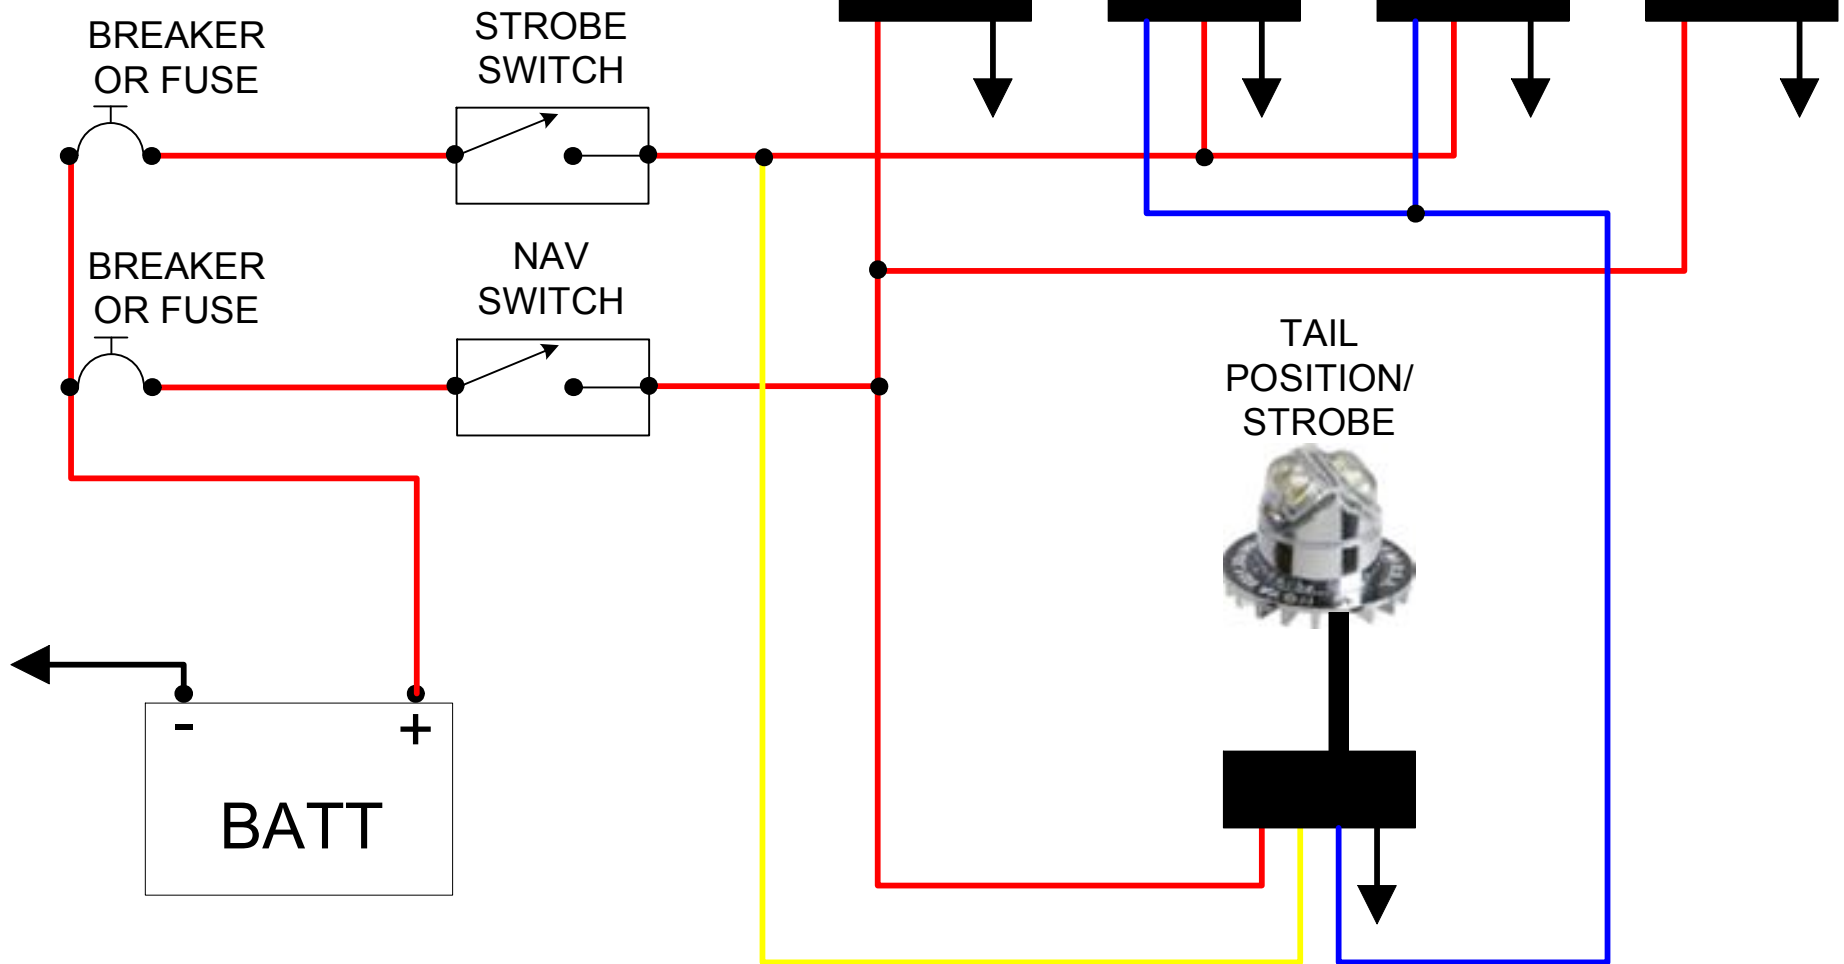 BREAKER
OR FUSE
STROBE
SWITCH
BREAKER
OR FUSE
NAV
SWITCH
TAIL
POSITION/
STROBE
- +
BATT